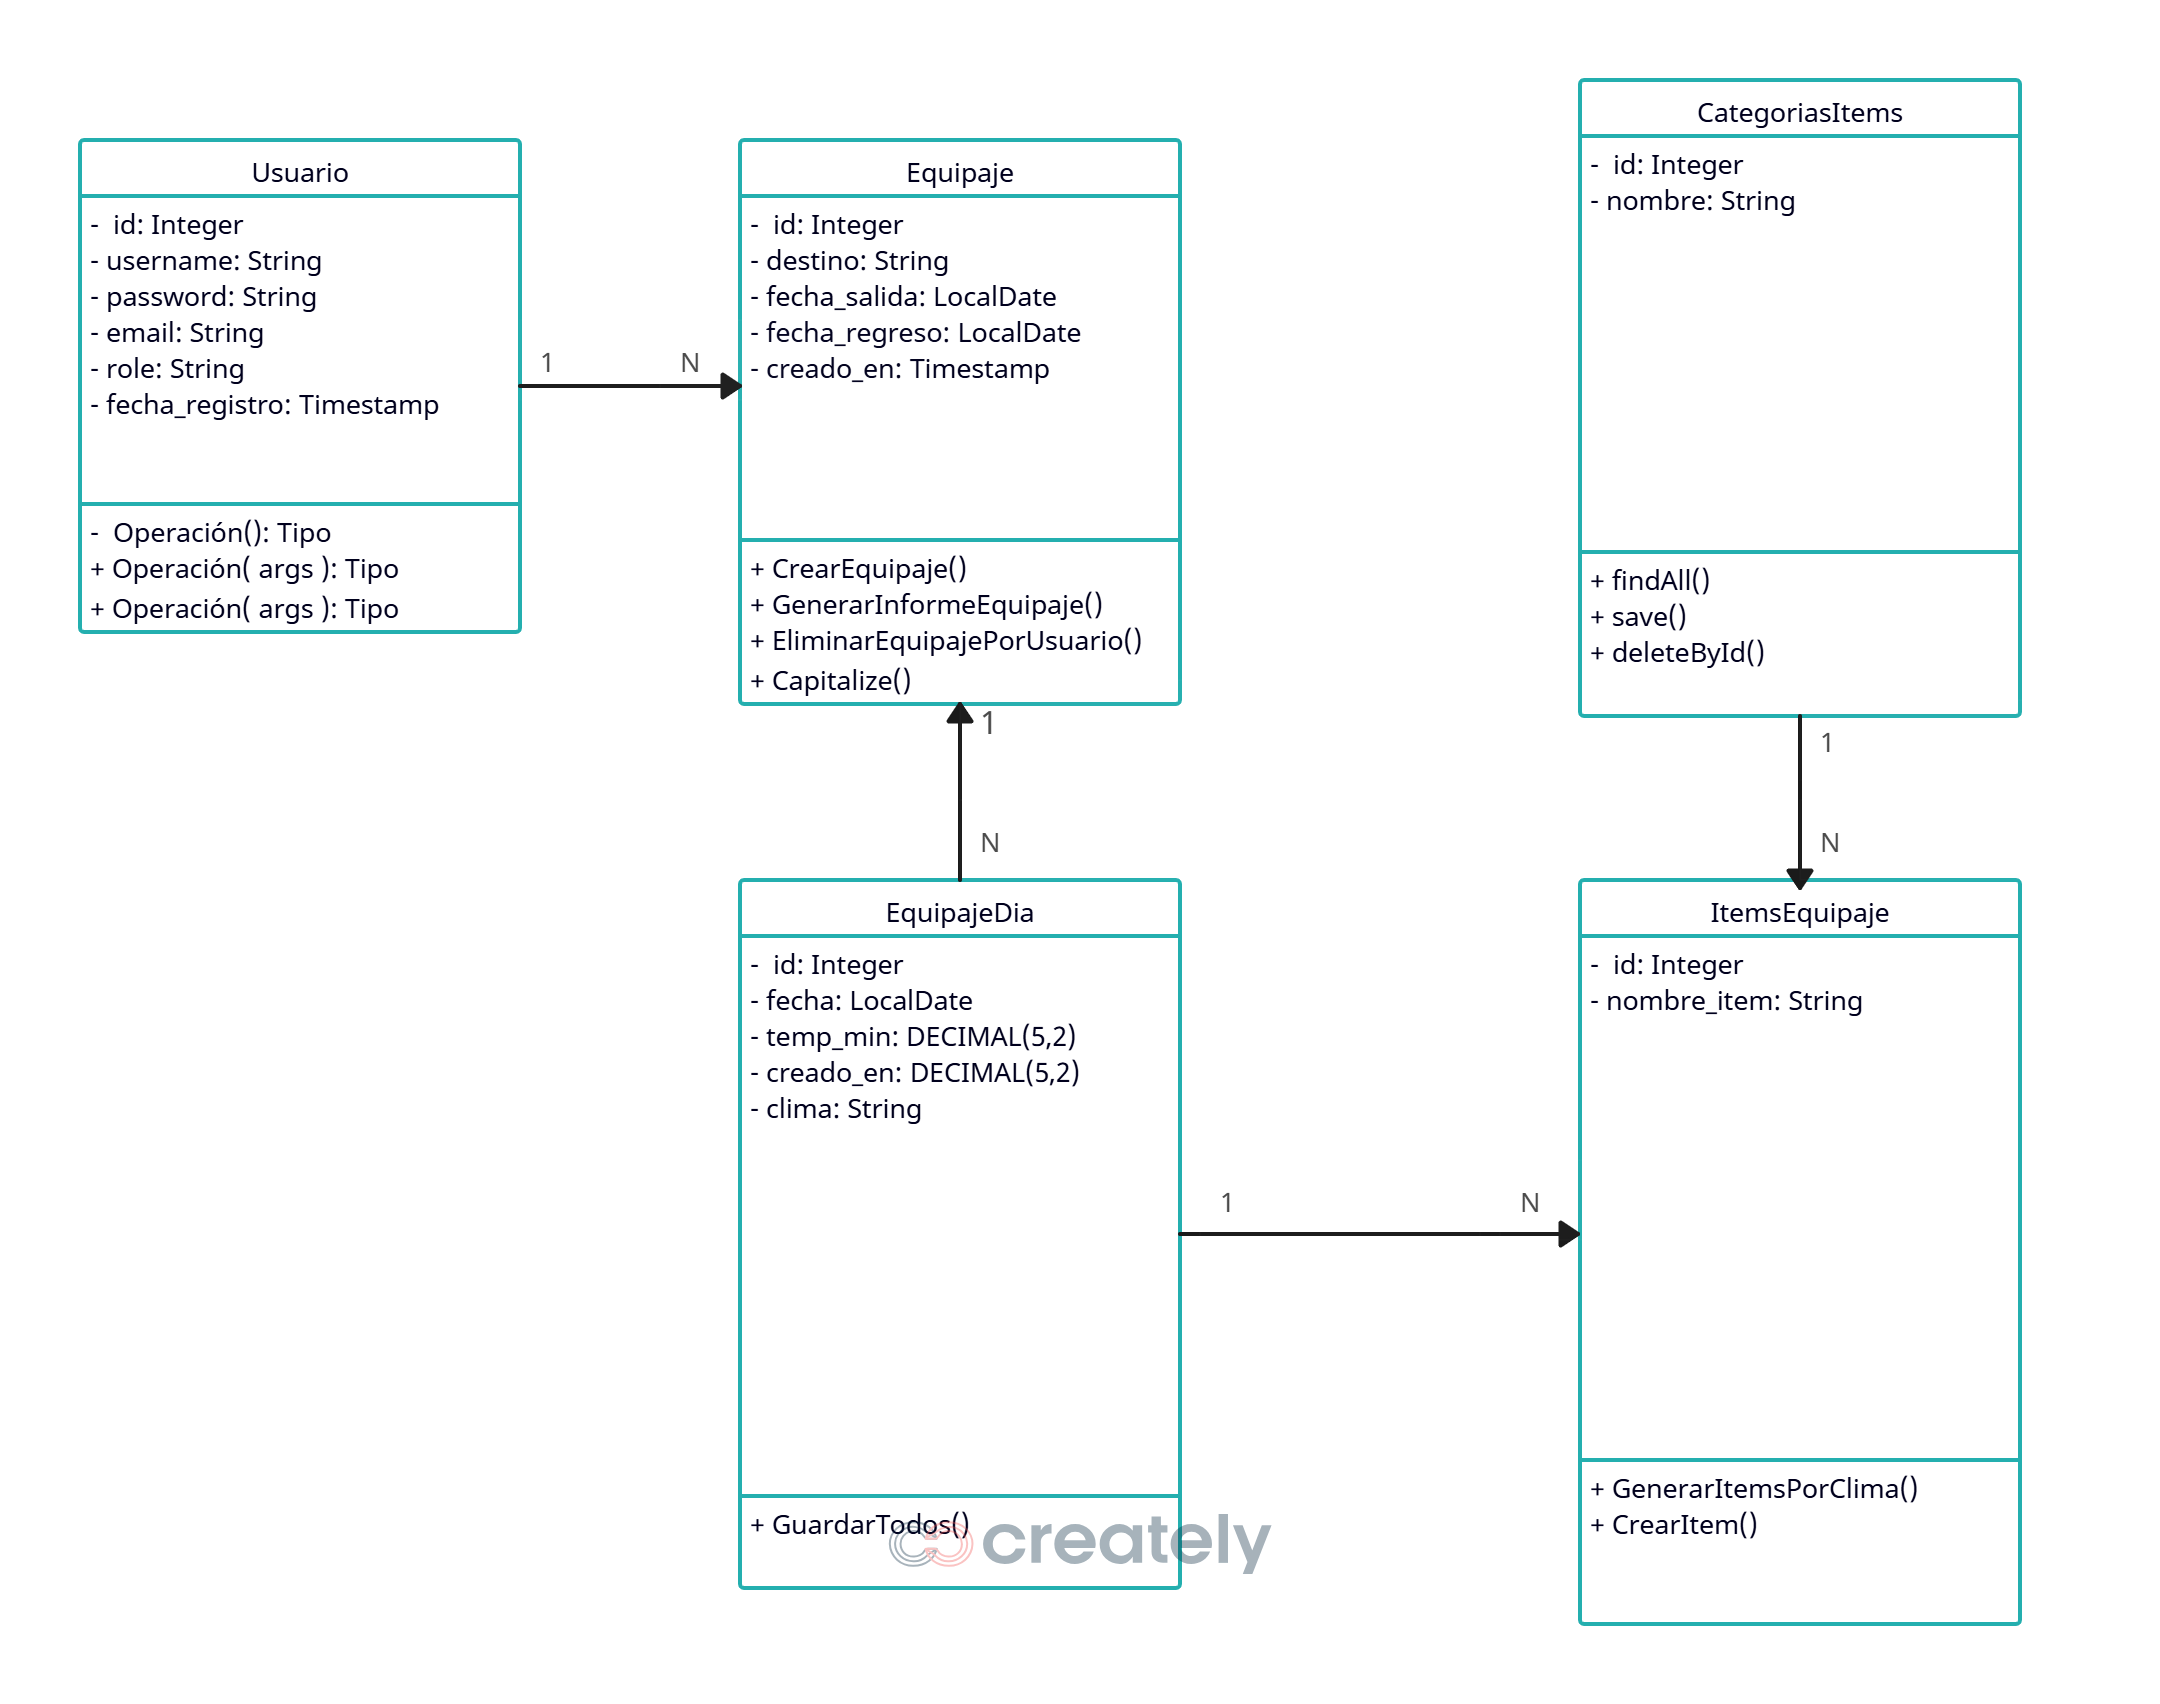 Usuario
- id: Integer
- username: String
- password: String
- email: String
- role: String
- fecha_registro: Timestamp
- Operación(): Tipo
+ Operación( args ): Tipo
+ Operación( args ): Tipo
1
N
Equipaje
- id: Integer
- destino: String
- fecha_salida: LocalDate
- fecha_regreso: LocalDate
- creado_en: Timestamp
+ CrearEquipaje()
+ GenerarInformeEquipaje()
+ EliminarEquipajePorUsuario()
+ Capitalize()
CategoriasItems
- id: Integer
- nombre: String
+ findAll()
+ save()
+ deleteById()
1
N
1
N
EquipajeDia
- id: Integer
- fecha: LocalDate
- temp_min: DECIMAL(5,2)
- creado_en: DECIMAL(5,2)
- clima: String
+ GuardarTodos()
1
N
ItemsEquipaje
- id: Integer
- nombre_item: String
+ GenerarItemsPorClima()
+ CrearItem()
creately